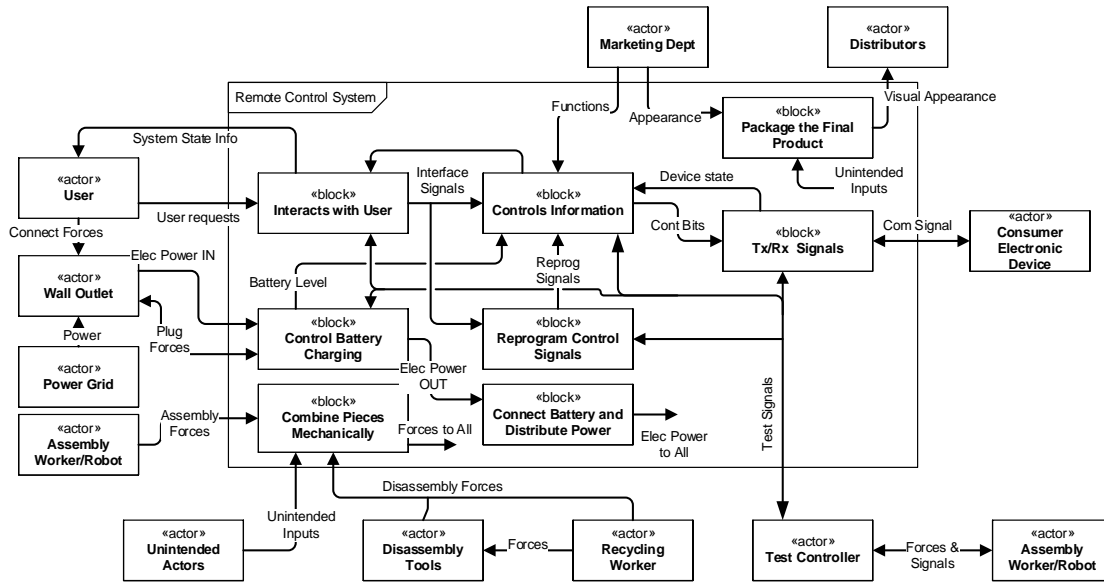 «actor»
Marketing Dept
«actor»
Distributors
Remote Control System
Functions
Appearance
Visual Appearance
«block»
Package the Final
Product
System State Info
«actor»
User
User requests
«block»
Interacts with User
Interface
Signals
«block»
Controls Information
Device state
Unintended
Inputs
Cont Bits
«block»
Tx/Rx Signals
Com Signal
«actor»
Consumer
Electronic
Device
Connect Forces
«actor»
Wall Outlet
Elec Power IN
Battery Level
Reprog
Signals
Power
Plug
Forces
«block»
Control Battery
Charging
«block»
Reprogram Control
Signals
«actor»
Power Grid
Elec Power
OUT
«actor»
Assembly
Worker/Robot
Assembly
Forces
«block»
Combine Pieces
Mechanically
Forces to All
«block»
Connect Battery and
Distribute Power
Elec Power
to All
Test Signals
Disassembly Forces
Unintended
Inputs
«actor»
Unintended
Actors
«actor»
Disassembly
Tools
Forces
«actor»
Recycling
Worker
«actor»
Test Controller
Forces &
Signals
«actor»
Assembly
Worker/Robot